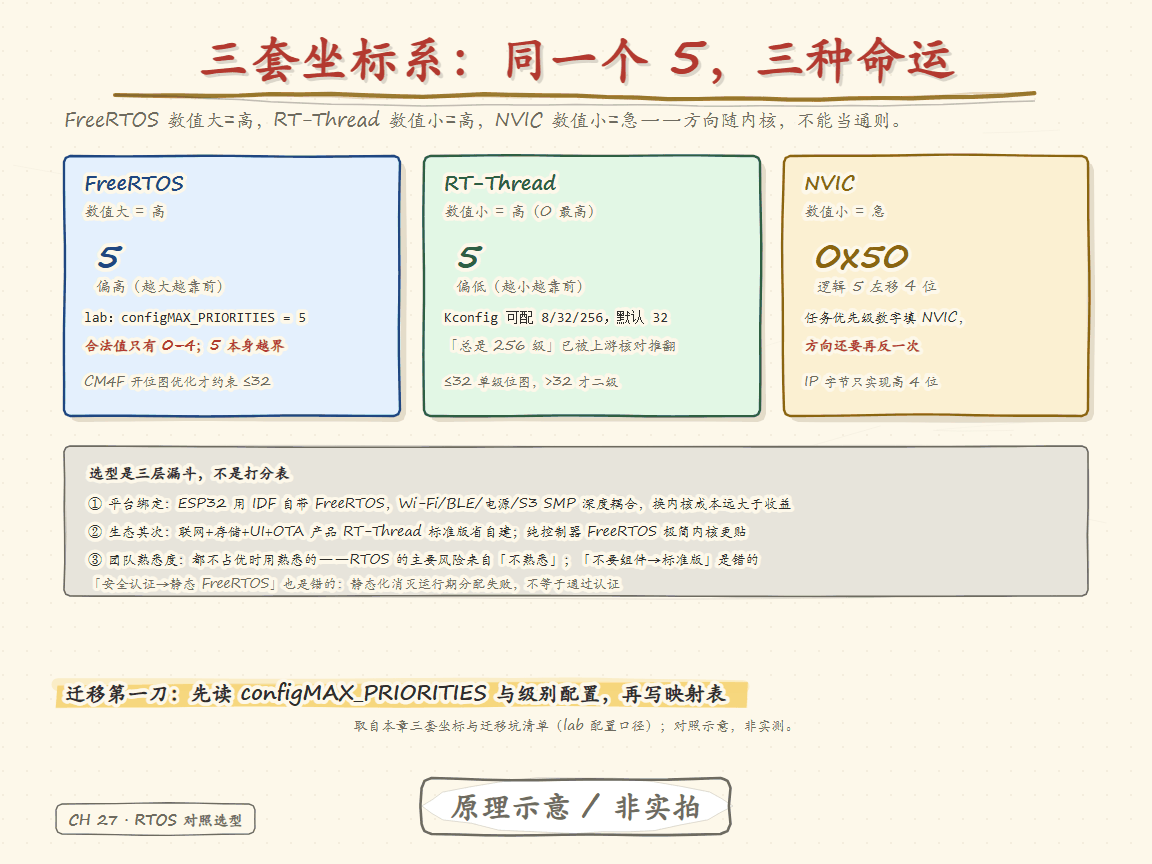 三套坐标系：同一个 5，三种命运
FreeRTOS 数值大=高，RT-Thread 数值小=高，NVIC 数值小=急——方向随内核，不能当通则。
FreeRTOS
数值大 = 高
5
偏高（越大越靠前）
lab: configMAX_PRIORITIES = 5
合法值只有 0–4；5 本身越界
CM4F 开位图优化才约束 ≤32
RT-Thread
数值小 = 高（0 最高）
5
偏低（越小越靠前）
Kconfig 可配 8/32/256，默认 32
「总是 256 级」已被上游核对推翻
≤32 单级位图，>32 才二级
NVIC
数值小 = 急
0x50
逻辑 5 左移 4 位
任务优先级数字填 NVIC，
方向还要再反一次
IP 字节只实现高 4 位
选型是三层漏斗，不是打分表
① 平台绑定：ESP32 用 IDF 自带 FreeRTOS，Wi-Fi/BLE/电源/S3 SMP 深度耦合，换内核成本远大于收益
② 生态其次：联网+存储+UI+OTA 产品 RT-Thread 标准版省自建；纯控制器 FreeRTOS 极简内核更贴
③ 团队熟悉度：都不占优时用熟悉的——RTOS 的主要风险来自「不熟悉」；「不要组件→标准版」是错的
「安全认证→静态 FreeRTOS」也是错的：静态化消灭运行期分配失败，不等于通过认证
迁移第一刀：先读 configMAX_PRIORITIES 与级别配置，再写映射表
取自本章三套坐标与迁移坑清单（lab 配置口径）；对照示意，非实测。
原理示意 / 非实拍
CH 27 · RTOS 对照选型